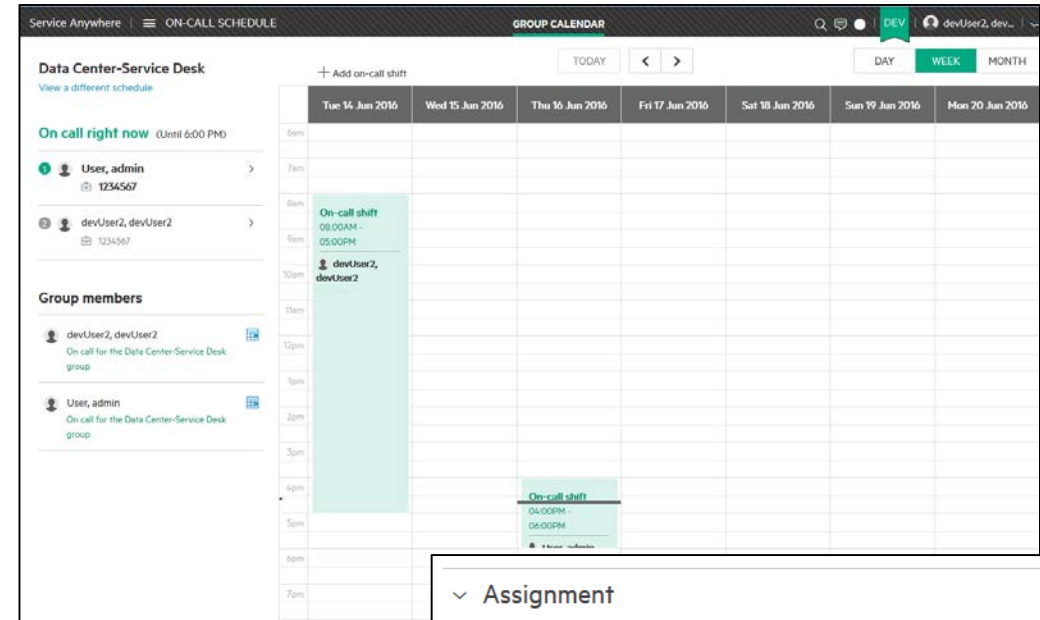 Service Anywhere ON-CALL SCHEDULE GROUP CALENDAR DEV devUser2, dev...
Data Center-Service Desk
View a different schedule
On call right now (Until 6:00 PM)
1 User, admin
1234567
2 devUser2, devUser2
1234567
Group members
devUser2, devUser2
On call for the Data Center-Service Desk
group
User, admin
On call for the Data Center-Service Desk
group
+ Add on-call shift TODAY < > DAY WEEK MONTH
Tue 14 Jun 2016 Wed 15 Jun 2016 Thu 16 Jun 2016 Fri 17 Jun 2016 Sat 18 Jun 2016 Sun 19 Jun 2016 Mon 20 Jun 2016
6am
7am
8am
On-call shift
08:00AM -
9am 05:00PM
devUser2,
10am devUser2
11am
12pm
1pm
2pm
3pm
4pm
On-call shift
04:00PM -
5pm 06:00PM
User, admin
6pm
7pm
Assignment